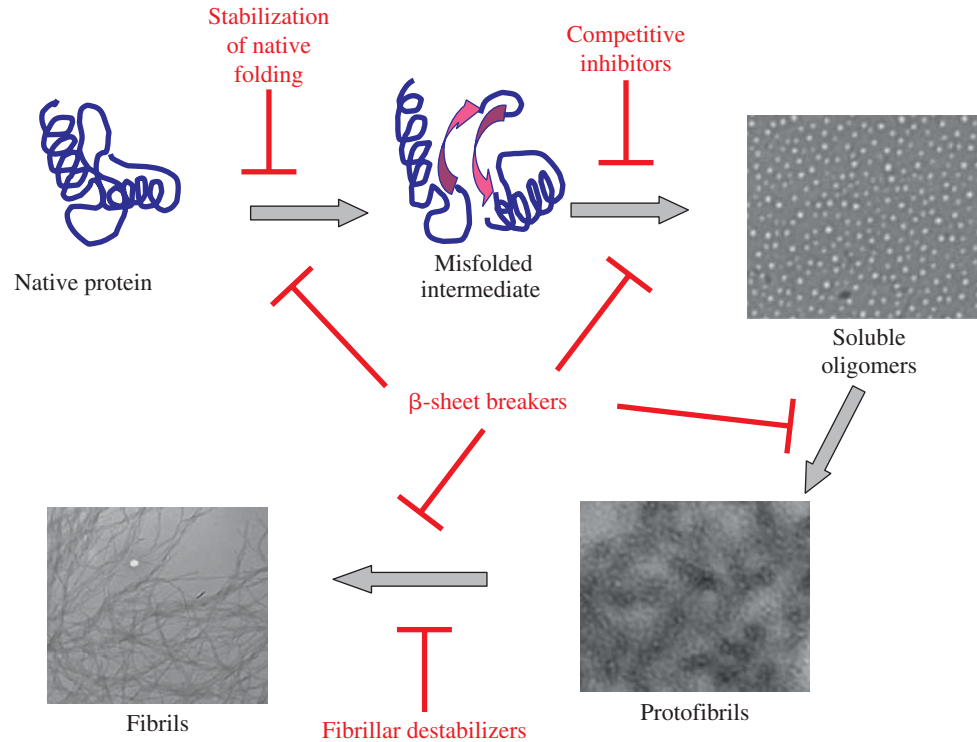 Stabilization
of native
folding
Competitive
inhibitors
Native protein
Misfolded
intermediate
Soluble
oligomers
β-sheet breakers
Fibrils
Fibrillar destabilizers
Protofibrils